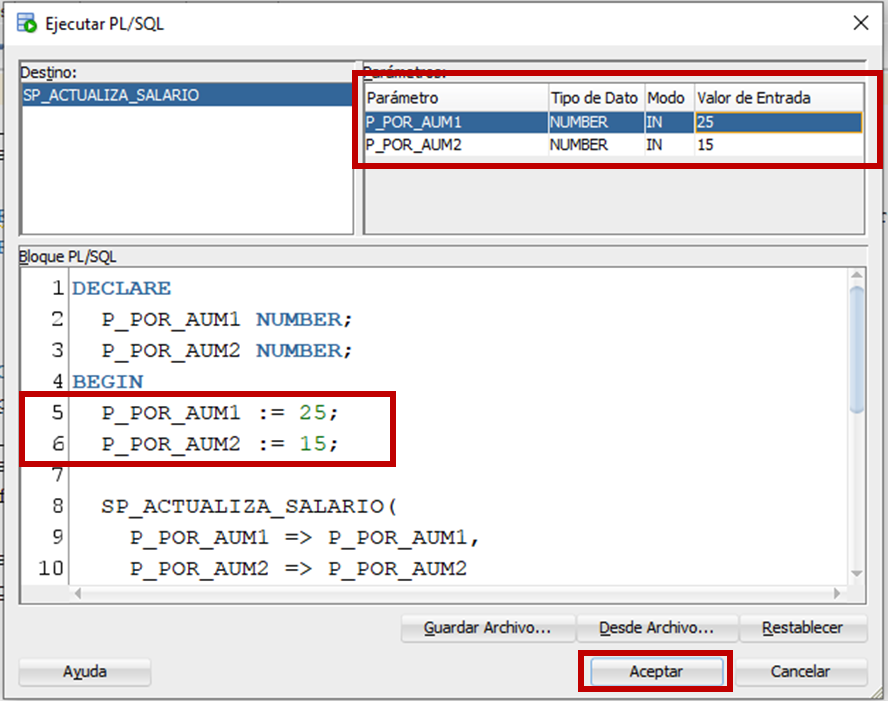 Ejecutar PL/SQL
Destino:
SP_ACTUALIZA_SALARIO
Parámetros:
Parámetro Tipo de Dato Modo Valor de Entrada
P_POR_AUM1 NUMBER IN 25
P_POR_AUM2 NUMBER IN 15
Bloque PL/SQL
1 DECLARE
2 P_POR_AUM1 NUMBER;
3 P_POR_AUM2 NUMBER;
4 BEGIN
5 P_POR_AUM1 := 25;
6 P_POR_AUM2 := 15;
7
8 SP_ACTUALIZA_SALARIO(
9 P_POR_AUM1 => P_POR_AUM1,
10 P_POR_AUM2 => P_POR_AUM2
Guardar Archivo... Desde Archivo... Restablecer
Ayuda Aceptar Cancelar